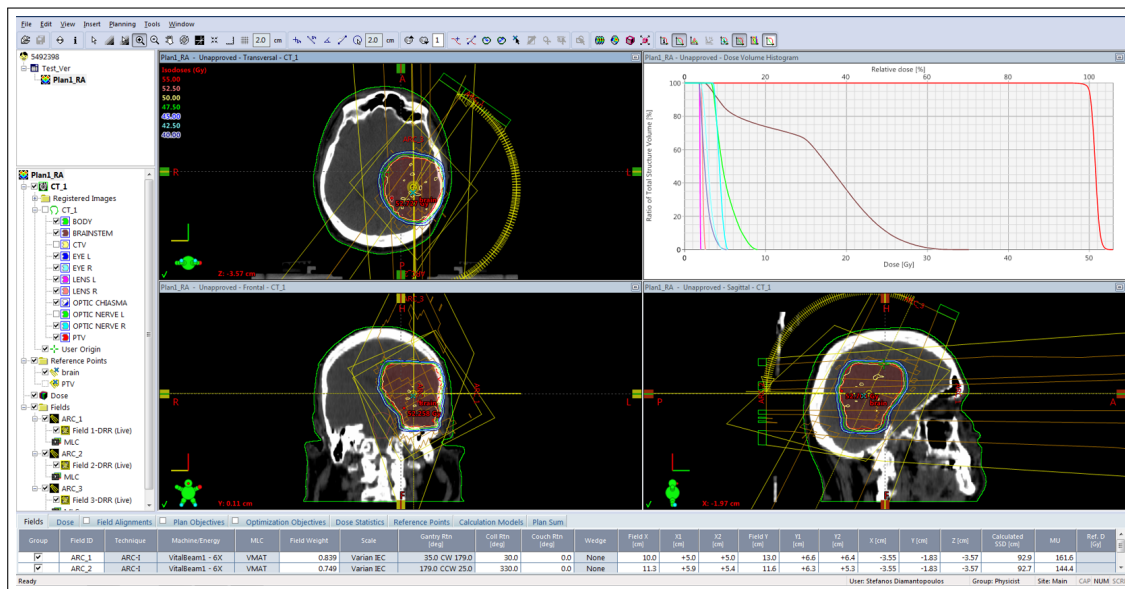 File Edit View Insert Planning Tools Window
2.0 cm 2.0 cm 1
5492398
Test_Ver
Plan1_RA
Plan1_RA - Unapproved - Transversal - CT_1
Isodoses [Gy]
55.00
52.50
50.00
47.50
45.00
42.50
40.00
A
R
L
P
Z: -3.57 cm
Plan1_RA - Unapproved - Dose Volume Histogram
Relative dose [%]
0 20 40 60 80 100
Ratio of Total Structure Volume [%]
100
80
60
40
20
0
0 10 20 30 40 50
Dose [Gy]
Plan1_RA
CT_1
Registered Images
CT_1
BODY
BRAINSTEM
CTV
EYE L
EYE R
LENS L
LENS R
OPTIC CHIASMA
OPTIC NERVE L
OPTIC NERVE R
PTV
User Origin
Reference Points
brain
PTV
Dose
Fields
ARC_1
Field 1-DRR (Live)
MLC
ARC_2
Field 2-DRR (Live)
MLC
ARC_3
Field 3-DRR (Live)
Plan1_RA - Unapproved - Frontal - CT_1
H
R
L
F
Y: 0.11 cm
Plan1_RA - Unapproved - Sagittal - CT_1
H
P
A
F
X: -1.97 cm
Fields Dose Field Alignments Plan Objectives Optimization Objectives Dose Statistics Reference Points Calculation Models Plan Sum
Group Field ID Technique Machine/Energy MLC Field Weight Scale Gantry Rtn [deg] Coll Rtn [deg] Couch Rtn [deg] Wedge Field X [cm] X1 [cm] X2 [cm] Field Y [cm] Y1 [cm] Y2 [cm] X [cm] Y [cm] Z [cm] Calculated SSD [cm] MU Ref. D [Gy]
ARC_1 ARC-I VitalBeam1 - 6X VMAT 0.839 Varian IEC 35.0 CW 179.0 30.0 0.0 None 10.0 +5.0 +5.0 13.0 +6.6 +6.4 -3.55 -1.83 -3.57 92.9 161.6
ARC_2 ARC-I VitalBeam1 - 6X VMAT 0.749 Varian IEC 179.0 CCW 25.0 330.0 0.0 None 11.3 +5.9 +5.4 11.6 +6.3 +5.3 -3.55 -1.83 -3.57 92.7 144.4
Ready User: Stefanos Diamantopoulos Group: Physicist Site: Main CAP NUM SCR